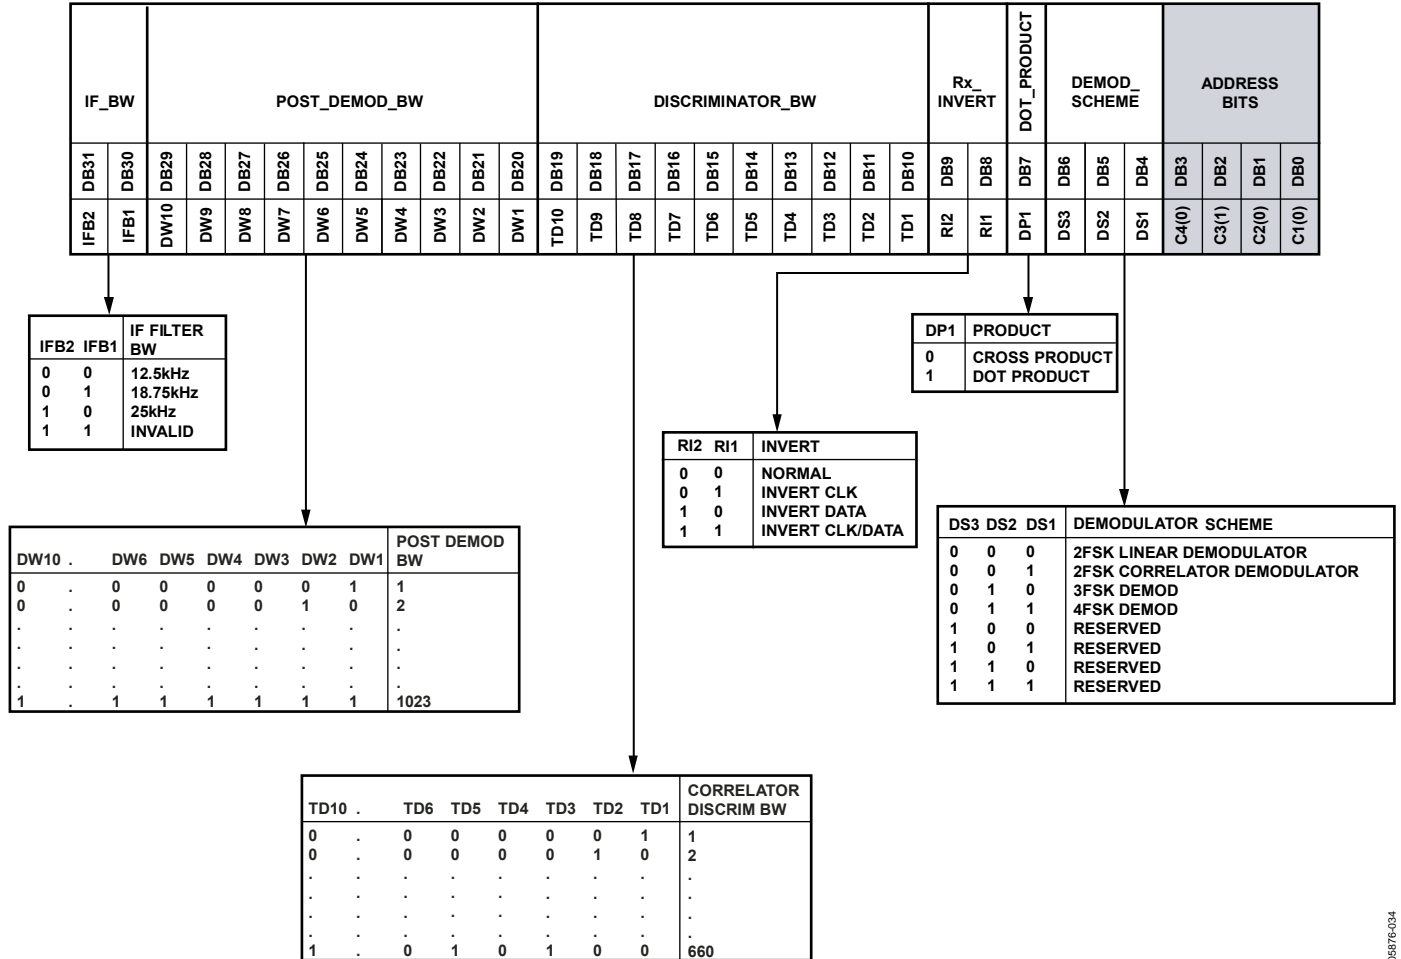 IF_BW POST_DEMOD_BW DISCRIMINATOR_BW Rx_ INVERT DOT_PRODUCT DEMOD_ SCHEME ADDRESS BITS
DB31 DB30 DB29 DB28 DB27 DB26 DB25 DB24 DB23 DB22 DB21 DB20 DB19 DB18 DB17 DB16 DB15 DB14 DB13 DB12 DB11 DB10 DB9 DB8 DB7 DB6 DB5 DB4 DB3 DB2 DB1 DB0
IFB2 IFB1 DW10 DW9 DW8 DW7 DW6 DW5 DW4 DW3 DW2 DW1 TD10 TD9 TD8 TD7 TD6 TD5 TD4 TD3 TD2 TD1 RI2 RI1 DP1 DS3 DS2 DS1 C4(0) C3(1) C2(0) C1(0)
IFB2 IFB1 IF FILTER BW
0 0 12.5kHz
0 1 18.75kHz
1 0 25kHz
1 1 INVALID
DP1 PRODUCT
0 CROSS PRODUCT
1 DOT PRODUCT
RI2 RI1 INVERT
0 0 NORMAL
0 1 INVERT CLK
1 0 INVERT DATA
1 1 INVERT CLK/DATA
DS3 DS2 DS1 DEMODULATOR SCHEME
0 0 0 2FSK LINEAR DEMODULATOR
0 0 1 2FSK CORRELATOR DEMODULATOR
0 1 0 3FSK DEMOD
0 1 1 4FSK DEMOD
1 0 0 RESERVED
1 0 1 RESERVED
1 1 0 RESERVED
1 1 1 RESERVED
DW10 . DW6 DW5 DW4 DW3 DW2 DW1 POST DEMOD BW
0 . 0 0 0 0 0 1 1
0 . 0 0 0 0 1 0 2
. . . . . . . . .
. . . . . . . . .
. . . . . . . . .
. . . . . . . . .
1 . 1 1 1 1 1 1 1023
TD10 . TD6 TD5 TD4 TD3 TD2 TD1 CORRELATOR DISCRIM BW
0 . 0 0 0 0 0 1 1
0 . 0 0 0 0 1 0 2
. . . . . . . . .
. . . . . . . . .
. . . . . . . . .
. . . . . . . . .
1 . 0 1 0 1 0 0 660
05876-034